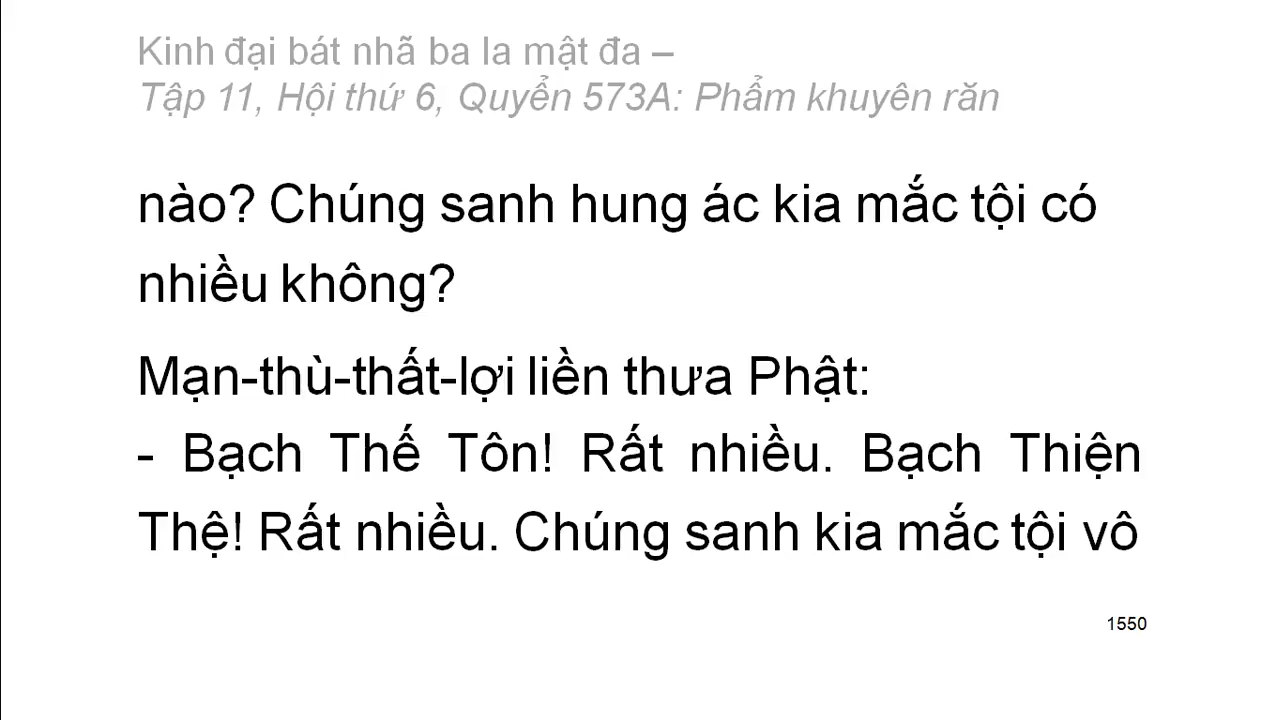 Kinh đại bát nhã ba la mật đa –
Tập 11, Hội thứ 6, Quyển 573A: Phẩm khuyên răn
nào? Chúng sanh hung ác kia mắc tội có
nhiều không?
Mạn-thù-thất-lợi liền thưa Phật:
- Bạch Thế Tôn! Rất nhiều. Bạch Thiện
Thệ! Rất nhiều. Chúng sanh kia mắc tội vô
1550